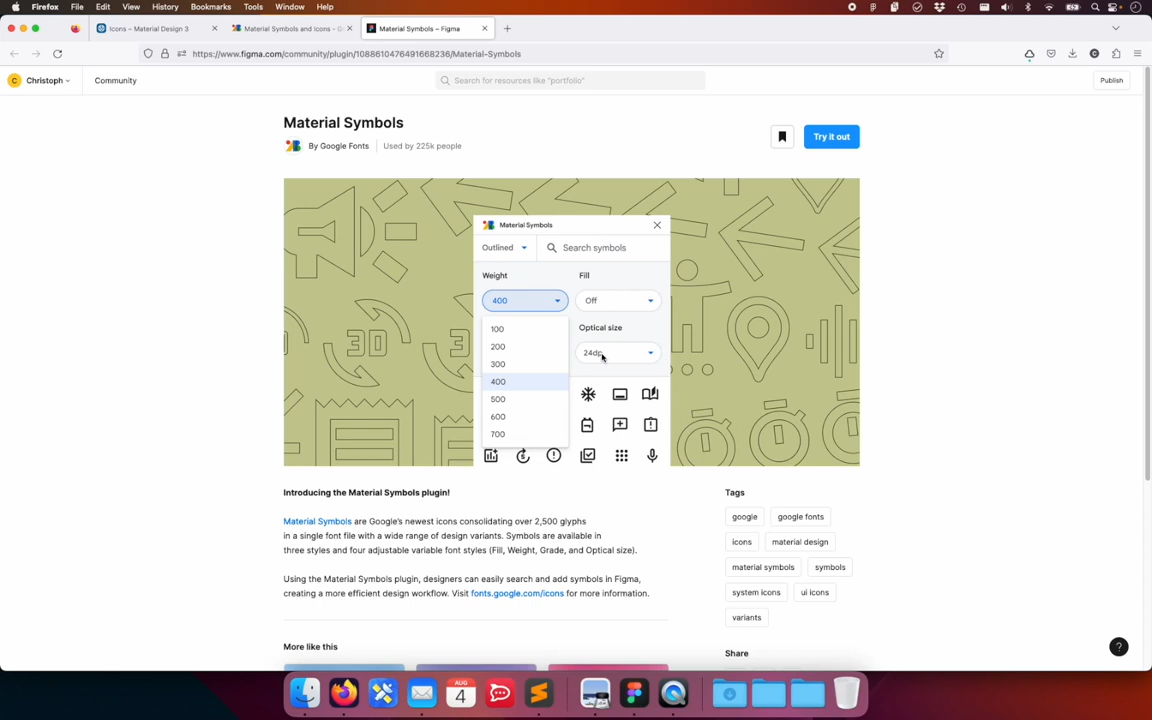 Firefox File Edit View History Bookmarks Tools Window Help
Icons – Material Design 3
Material Symbols and Icons - G
Material Symbols – Figma
https://www.figma.com/community/plugin/1088610476491668236/Material-Symbols
C Christoph
Community
Search for resources like "portfolio"
Publish
Material Symbols
By Google Fonts
Used by 225k people
Try it out
Material Symbols
Outlined
Search symbols
Weight
Fill
400
Off
100
Optical size
200
24dp
300
400
500
600
700
3D
3
Introducing the Material Symbols plugin!
Material Symbols are Google's newest icons consolidating over 2,500 glyphs
in a single font file with a wide range of design variants. Symbols are available in
three styles and four adjustable variable font styles (Fill, Weight, Grade, and Optical size).
Using the Material Symbols plugin, designers can easily search and add symbols in Figma,
creating a more efficient design workflow. Visit fonts.google.com/icons for more information.
More like this
Tags
google
google fonts
icons
material design
material symbols
symbols
system icons
ui icons
variants
Share
?
AUG
4